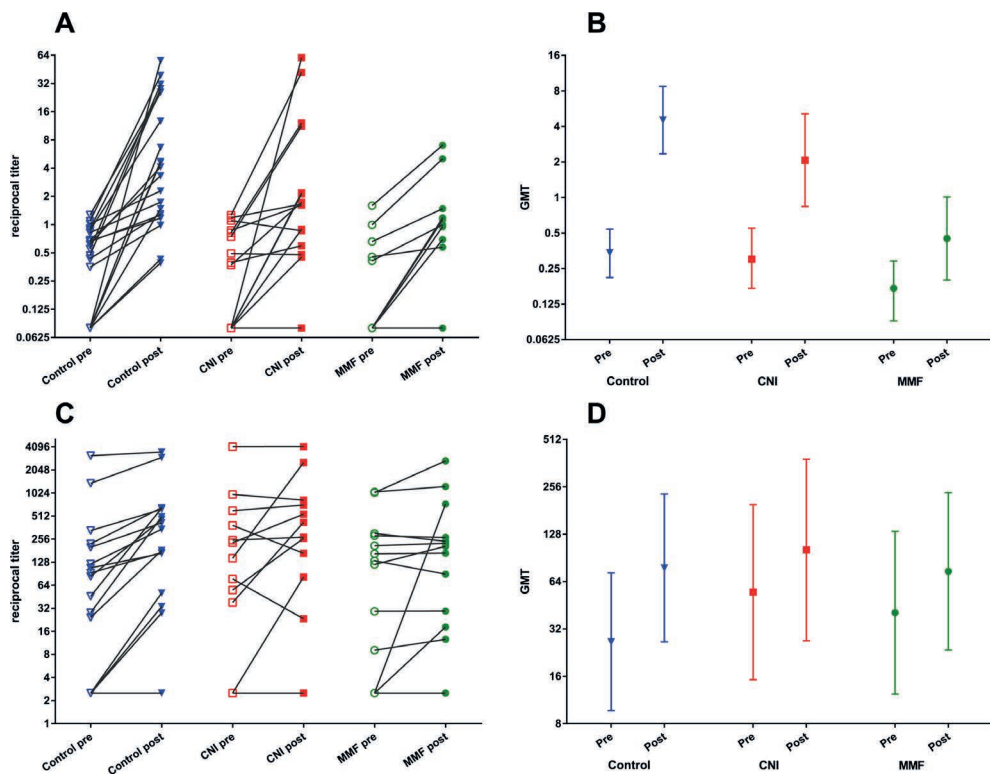 A
reciprocal titer
64
32
16
8
4
2
1
0.5
0.25
0.125
0.0625
Control pre
Control post
CNI pre
CNI post
MMF pre
MMF post
B
GMT
16
8
4
2
1
0.5
0.25
0.125
0.0625
Pre
Post
Pre
Post
Pre
Post
Control
CNI
MMF
C
reciprocal titer
4096
2048
1024
512
256
128
64
32
16
8
4
2
1
Control pre
Control post
CNI pre
CNI post
MMF pre
MMF post
D
GMT
512
256
128
64
32
16
8
Pre
Post
Pre
Post
Pre
Post
Control
CNI
MMF